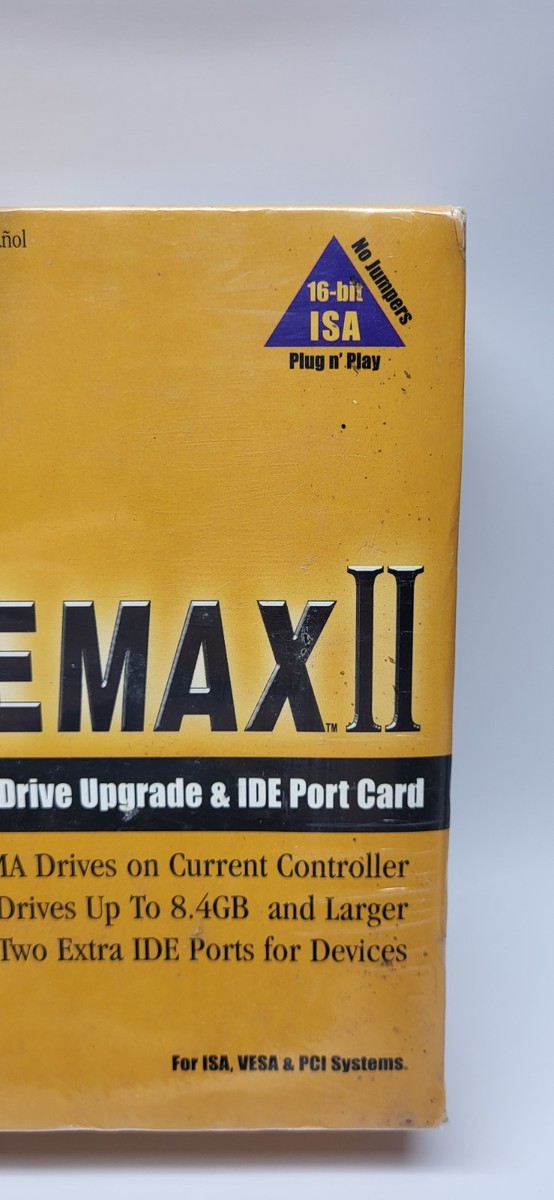 ñol
No Jumpers
16-bit
ISA
Plug n' Play
EMAX II
™
Drive Upgrade & IDE Port Card
MA Drives on Current Controller
Drives Up To 8.4GB and Larger
Two Extra IDE Ports for Devices
For ISA, VESA & PCI Systems.